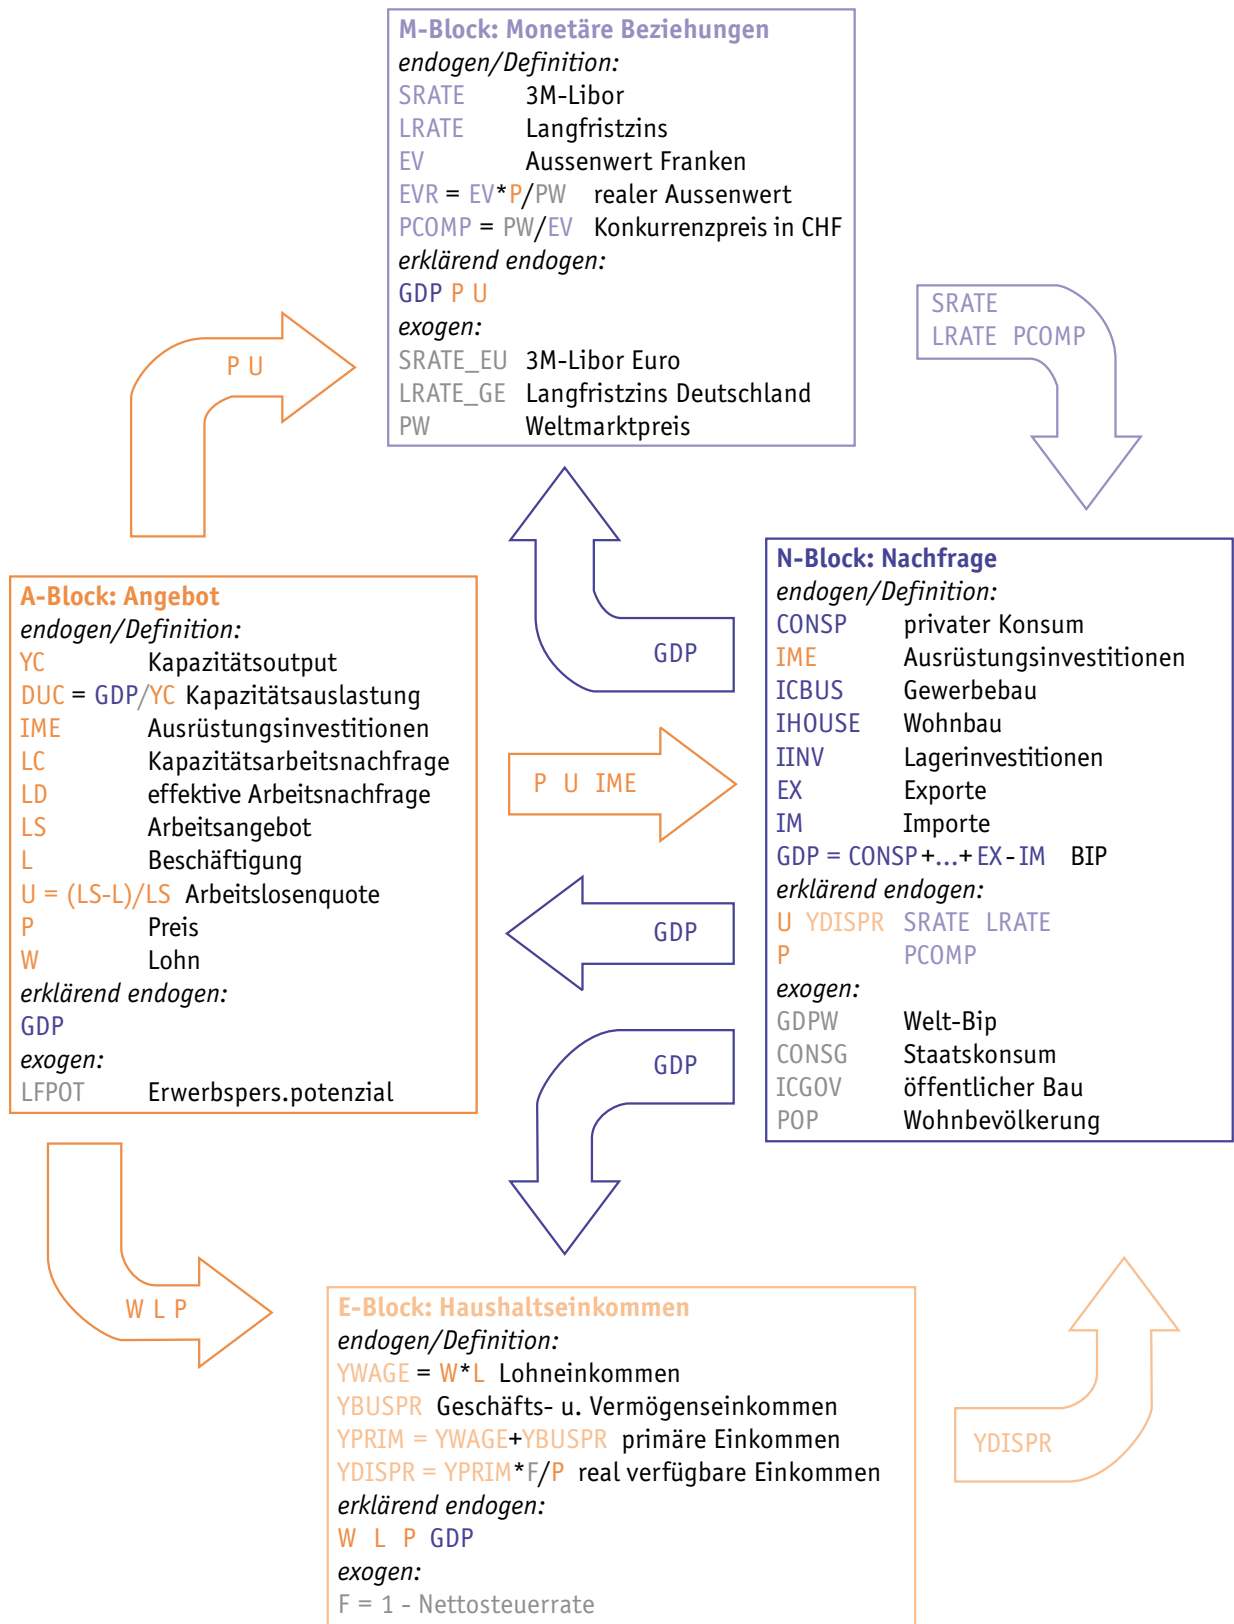 M-Block: Monetäre Beziehungen
endogen/Definition:
SRATE 3M-Libor
LRATE Langfristzins
EV Aussenwert Franken
EVR = EV*P/PW realer Aussenwert
PCOMP = PW/EV Konkurrenzpreis in CHF
erklärend endogen:
GDP P U
exogen:
SRATE_EU 3M-Libor Euro
LRATE_GE Langfristzins Deutschland
PW Weltmarktpreis
P U
SRATE
LRATE PCOMP
A-Block: Angebot
endogen/Definition:
YC Kapazitätsoutput
DUC = GDP/YC Kapazitätsauslastung
IME Ausrüstungsinvestitionen
LC Kapazitätsarbeitsnachfrage
LD effektive Arbeitsnachfrage
LS Arbeitsangebot
L Beschäftigung
U = (LS-L)/LS Arbeitslosenquote
P Preis
W Lohn
erklärend endogen:
GDP
exogen:
LFPOT Erwerbspers.potenzial
GDP
P U IME
GDP
GDP
N-Block: Nachfrage
endogen/Definition:
CONSP privater Konsum
IME Ausrüstungsinvestitionen
ICBUS Gewerbebau
IHOUSE Wohnbau
IINV Lagerinvestitionen
EX Exporte
IM Importe
GDP = CONSP+...+EX-IM BIP
erklärend endogen:
U YDISPR SRATE LRATE
P PCOMP
exogen:
GDPW Welt-Bip
CONSG Staatskonsum
ICGOV öffentlicher Bau
POP Wohnbevölkerung
W L P
E-Block: Haushaltseinkommen
endogen/Definition:
YWAGE = W*L Lohneinkommen
YBUSPR Geschäfts- u. Vermögenseinkommen
YPRIM = YWAGE+YBUSPR primäre Einkommen
YDISPR = YPRIM*F/P real verfügbare Einkommen
erklärend endogen:
W L P GDP
exogen:
F = 1 - Nettosteuerrate
YDISPR